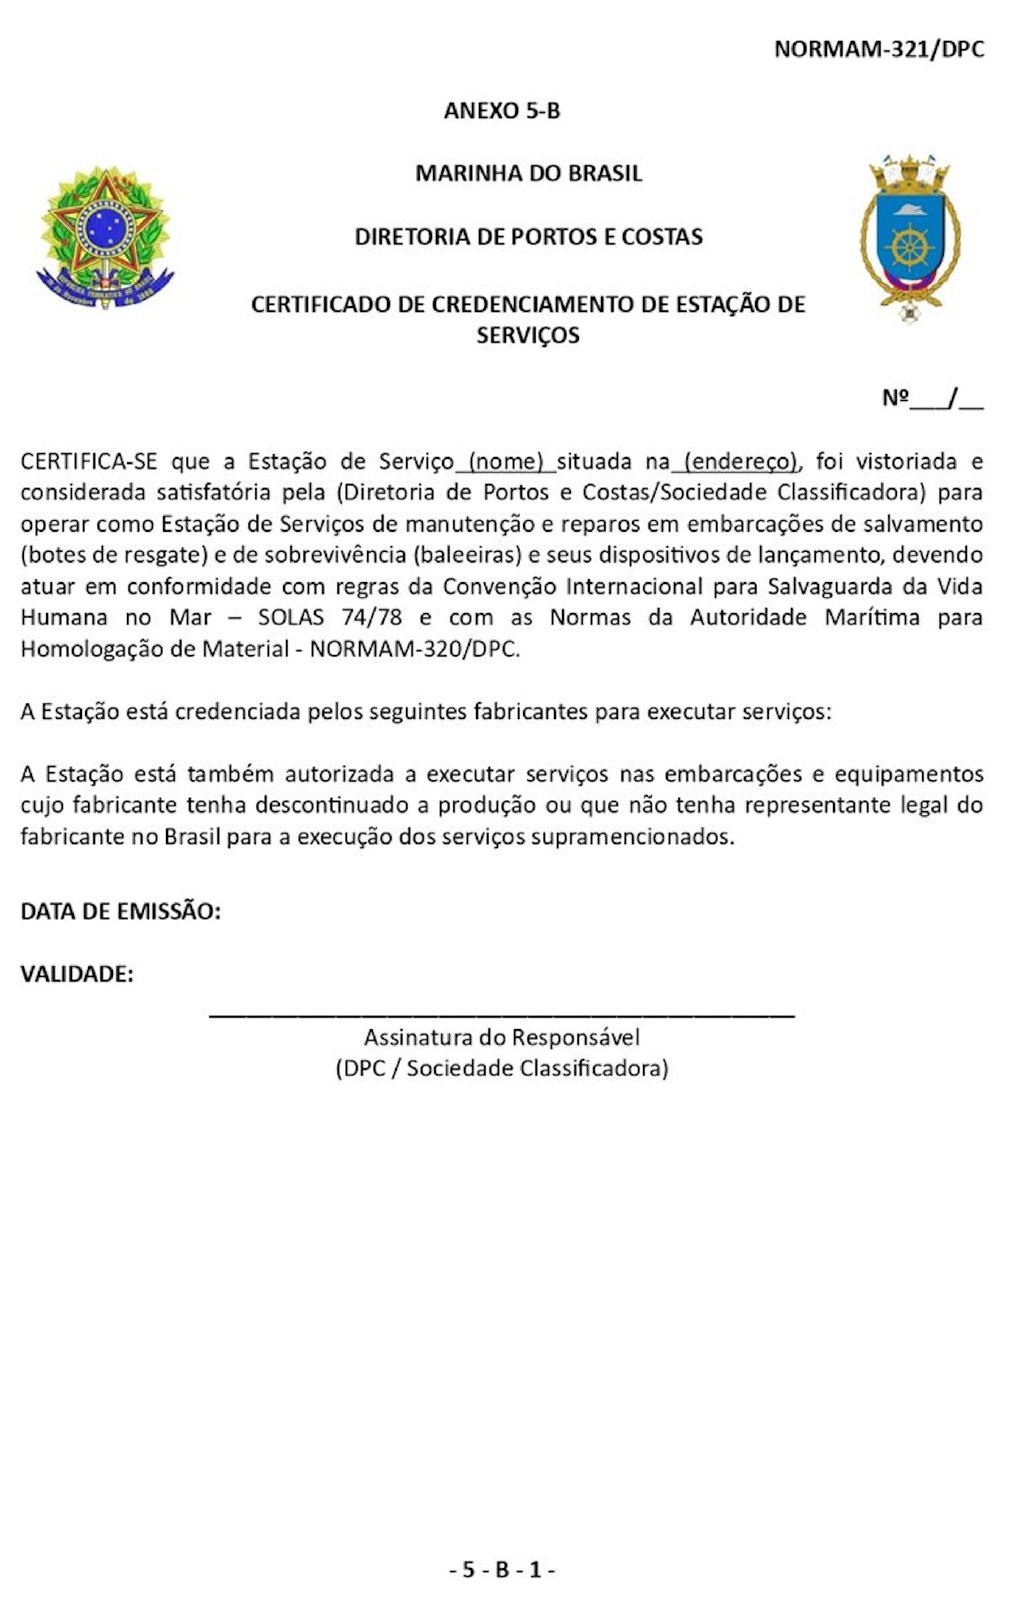 NORMAM-321/DPC
ANEXO 5-B
MARINHA DO BRASIL
DIRETORIA DE PORTOS E COSTAS
CERTIFICADO DE CREDENCIAMENTO DE ESTAÇÃO DE
SERVIÇOS
Nº___/__
CERTIFICA-SE que a Estação de Serviço_(nome)_situada na_(endereço), foi vistoriada e
considerada satisfatória pela (Diretoria de Portos e Costas/Sociedade Classificadora) para
operar como Estação de Serviços de manutenção e reparos em embarcações de salvamento
(botes de resgate) e de sobrevivência (baleeiras) e seus dispositivos de lançamento, devendo
atuar em conformidade com regras da Convenção Internacional para Salvaguarda da Vida
Humana no Mar – SOLAS 74/78 e com as Normas da Autoridade Marítima para
Homologação de Material - NORMAM-320/DPC.
A Estação está credenciada pelos seguintes fabricantes para executar serviços:
A Estação está também autorizada a executar serviços nas embarcações e equipamentos
cujo fabricante tenha descontinuado a produção ou que não tenha representante legal do
fabricante no Brasil para a execução dos serviços supramencionados.
DATA DE EMISSÃO:
VALIDADE:
Assinatura do Responsável
(DPC / Sociedade Classificadora)
- 5 - B - 1 -